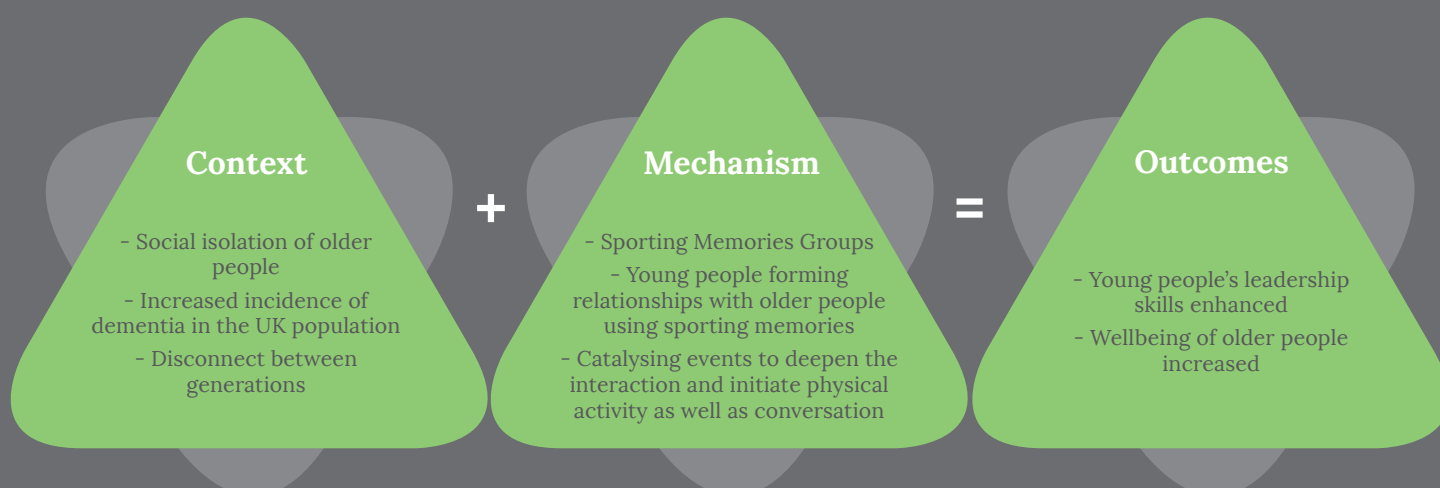 Context
- Social isolation of older
people
- Increased incidence of
dementia in the UK population
- Disconnect between
generations
+
Mechanism
- Sporting Memories Groups
- Young people forming
relationships with older people
using sporting memories
- Catalysing events to deepen the
interaction and initiate physical
activity as well as conversation
=
Outcomes
- Young people’s leadership
skills enhanced
- Wellbeing of older people
increased